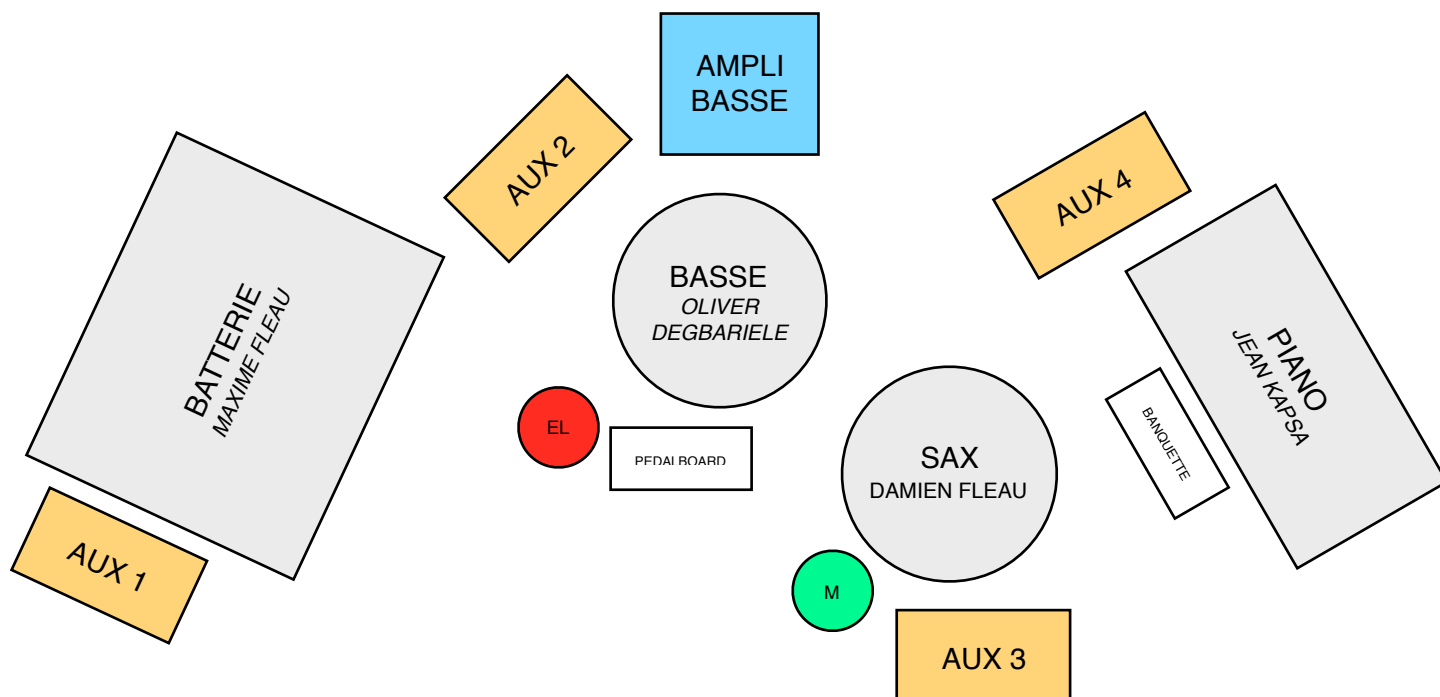 AMPLI
BASSE
AUX 2
AUX 4
BATTERIE
MAXIME FLEAU
BASSE
OLIVER
DEGBARIELE
PIANO
JEAN KAPSA
EL
PEDALBOARD
BANQUETTE
SAX
DAMIEN FLEAU
AUX 1
M
AUX 3